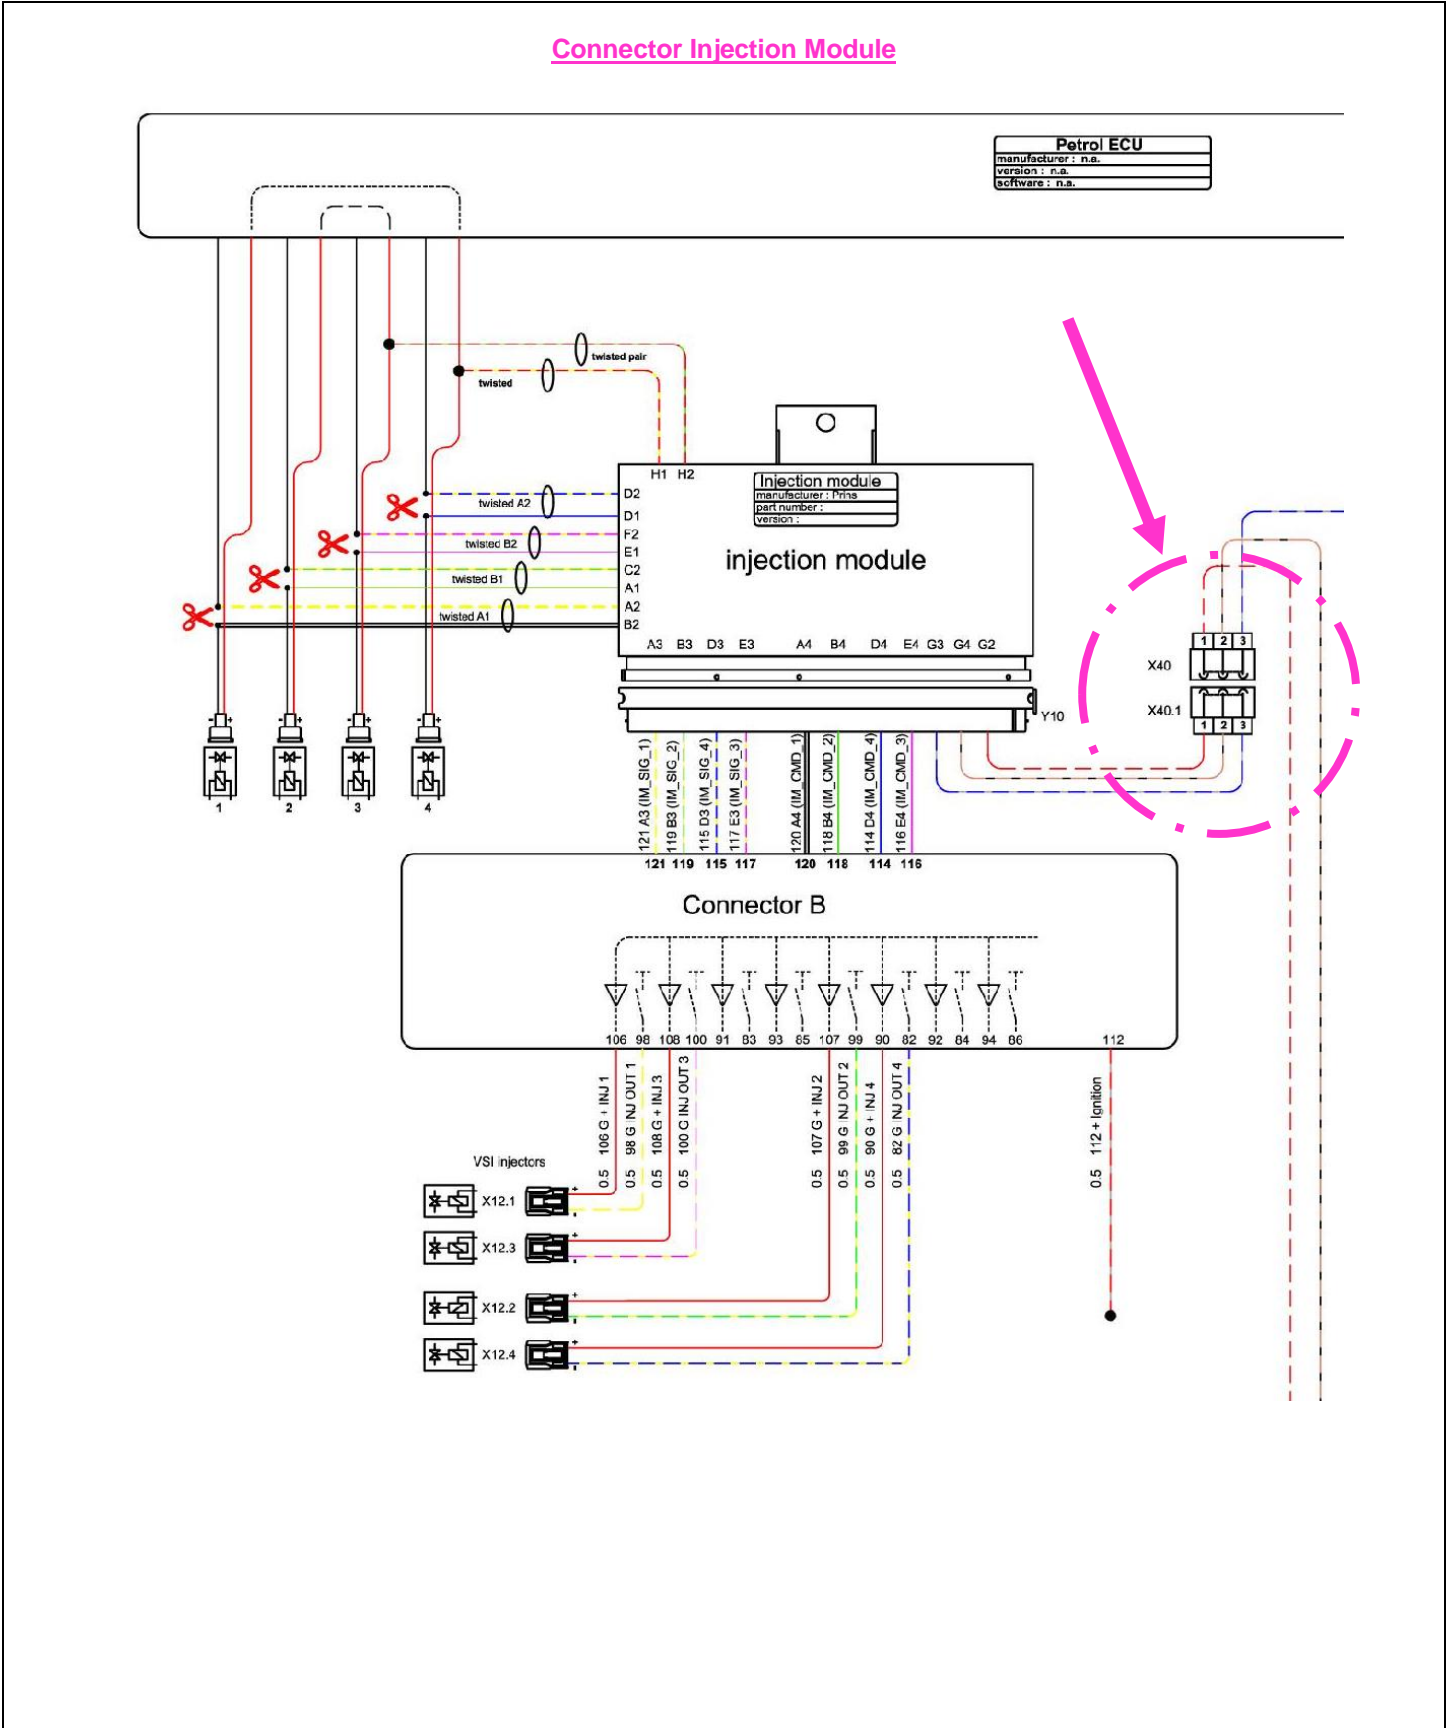 Connector Injection Module
Petrol ECU
manufacturer : n.a.
version : n.a.
software : n.a.
twisted pair
twisted
H1 H2
Injection module
manufacturer : Prins
part number :
version :
injection module
twisted A2
twisted B2
twisted B1
twisted A1
D2
D1
F2
E1
C2
A1
A2
B2
A3 B3 D3 E3 A4 B4 D4 E4 G3 G4 G2
- + - + - + - +
1 2 3 4
Y10
1 2 3
X40
X40.1
1 2 3
121 A3 (IM_SIG_1)
119 B3 (IM_SIG_2)
115 D3 (IM_SIG_4)
117 E3 (IM_SIG_3)
120 A4 (IM_CMD_1)
118 B4 (IM_CMD_2)
114 D4 (IM_CMD_4)
116 E4 (IM_CMD_3)
121 119 115 117 120 118 114 116
Connector B
106 98 108 100 91 83 93 85 107 99 90 82 92 84 94 86 112
0.5 106 G + INJ 1
0.5 98 G INJ OUT 1
0.5 108 G + INJ 3
0.5 100 G INJ OUT 3
0.5 107 G + INJ 2
0.5 99 G INJ OUT 2
0.5 90 G + INJ 4
0.5 82 G INJ OUT 4
0.5 112 + Ignition
VSI injectors
X12.1
X12.3
X12.2
X12.4